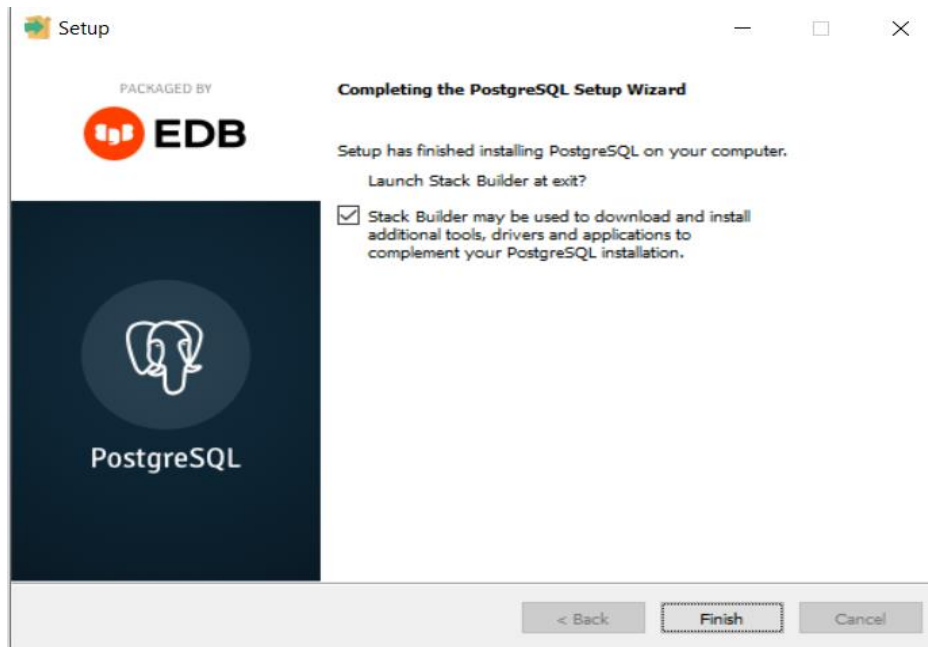 Setup
PACKAGED BY
EDB
PostgreSQL
Completing the PostgreSQL Setup Wizard
Setup has finished installing PostgreSQL on your computer.
Launch Stack Builder at exit?
Stack Builder may be used to download and install
additional tools, drivers and applications to
complement your PostgreSQL installation.
< Back
Finish
Cancel